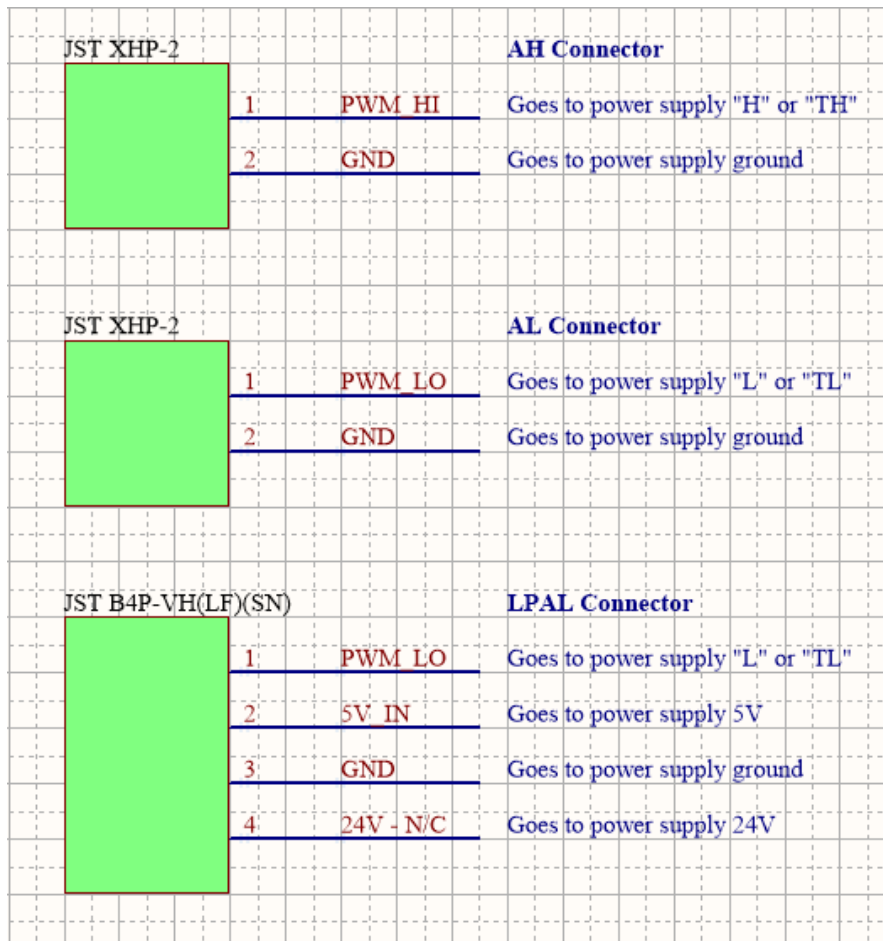 JST XHP-2 AH Connector
1 PWM_HI Goes to power supply "H" or "TH"
2 GND Goes to power supply ground
JST XHP-2 AL Connector
1 PWM_LO Goes to power supply "L" or "TL"
2 GND Goes to power supply ground
JST B4P-VH(LF)(SN) LPAL Connector
1 PWM_LO Goes to power supply "L" or "TL"
2 5V_IN Goes to power supply 5V
3 GND Goes to power supply ground
4 24V - N/C Goes to power supply 24V